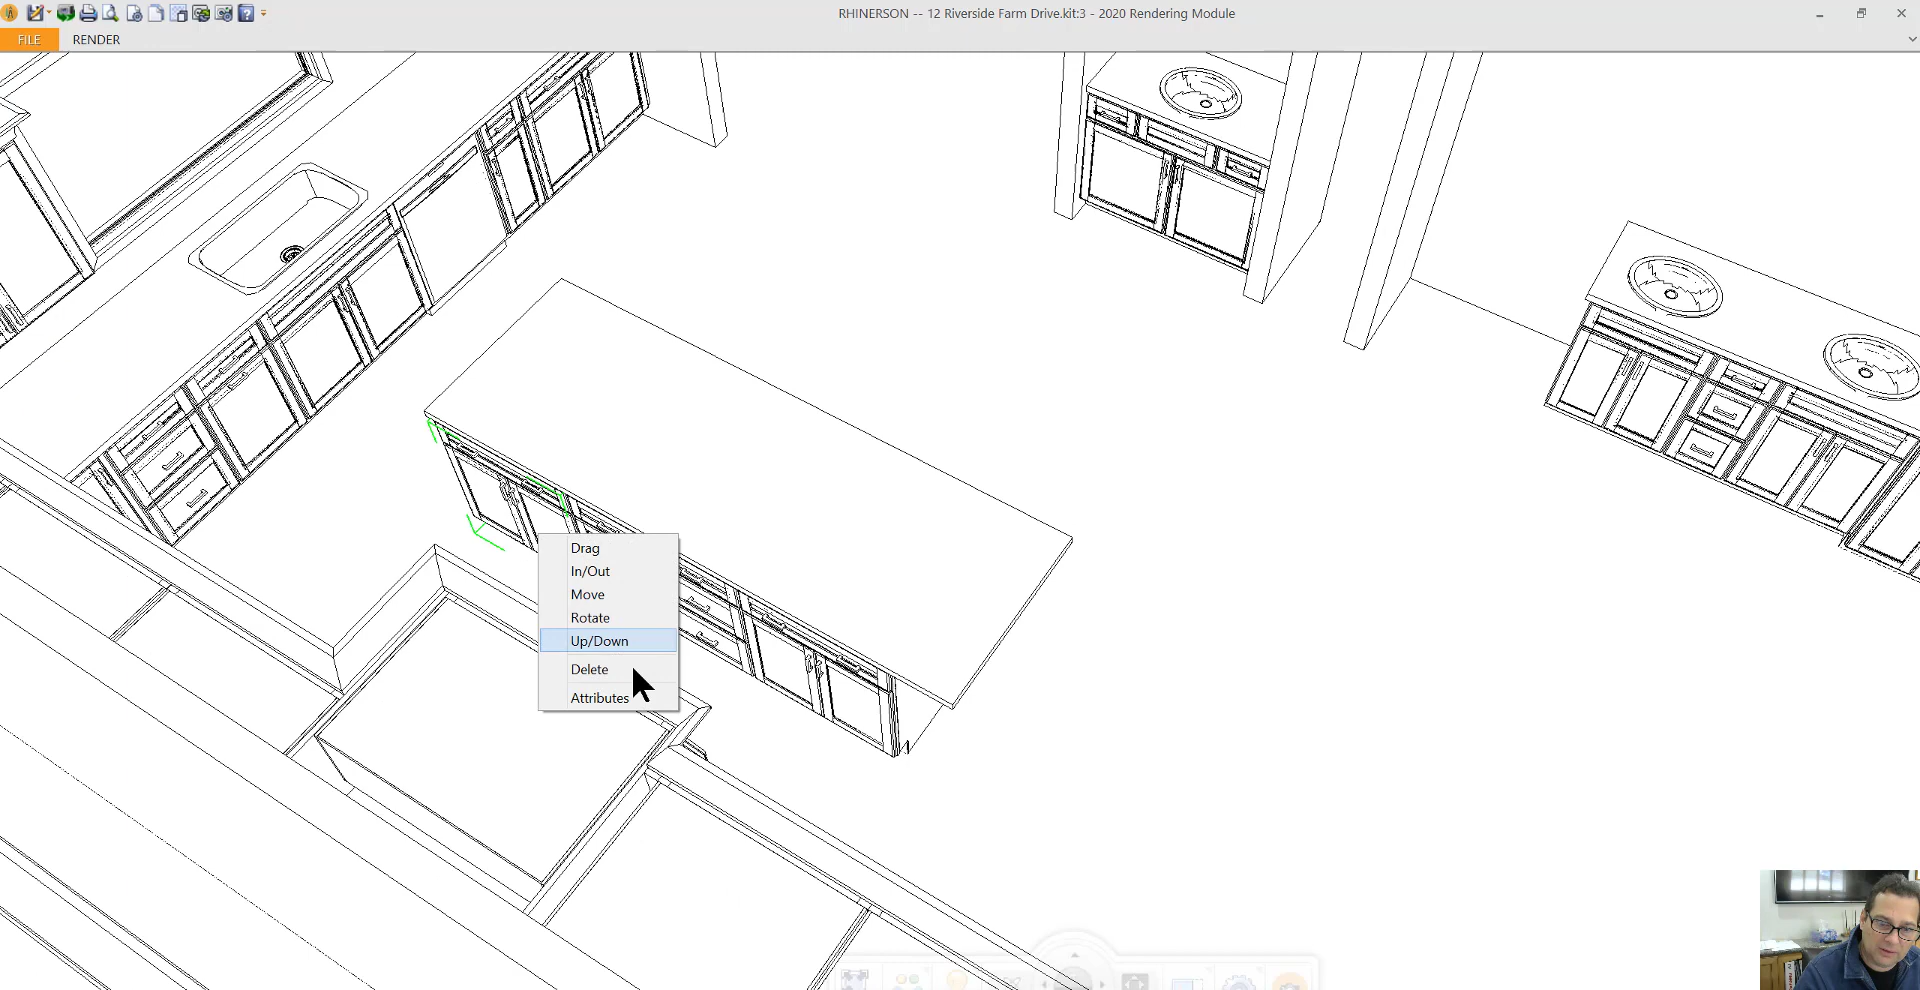 RHINERSON -- 12 Riverside Farm Drive.kit:3 - 2020 Rendering Module
FILE
RENDER
Drag
In/Out
Move
Rotate
Up/Down
Delete
Attributes